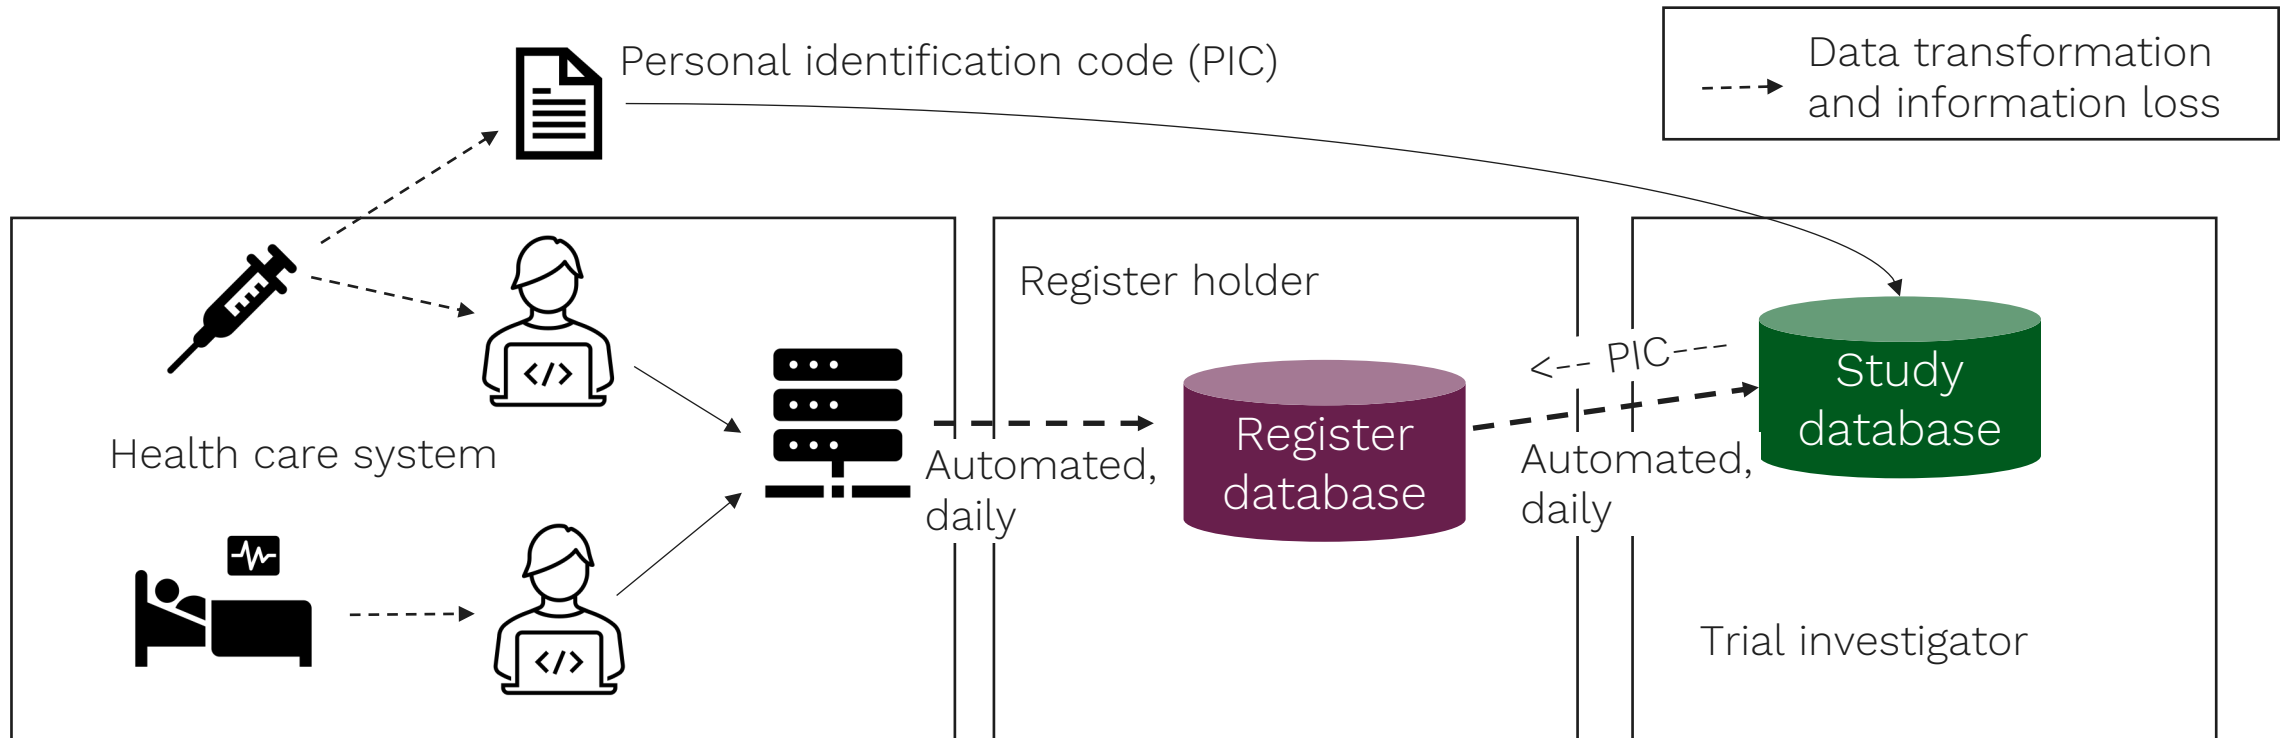 Personal identification code (PIC)
Data transformation
and information loss
Health care system
</>
</>
Automated,
daily
Register holder
Register
database
PIC
Automated,
daily
Study
database
Trial investigator